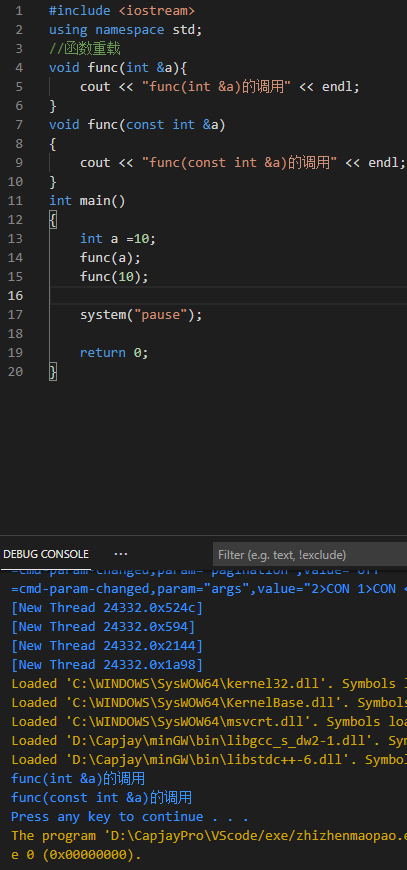 1 #include <iostream>
2 using namespace std;
3 //函数重载
4 void func(int &a){
5 cout << "func(int &a)的调用" << endl;
6 }
7 void func(const int &a)
8 {
9 cout << "func(const int &a)的调用" << endl;
10 }
11 int main()
12 {
13 int a =10;
14 func(a);
15 func(10);
16
17 system("pause");
18
19 return 0;
20 }
DEBUG CONSOLE ··· Filter (e.g. text, !exclude)
=cmd-param-changed,param="pagination",value="off"
=cmd-param-changed,param="args",value="2>CON 1>CON <
[New Thread 24332.0x524c]
[New Thread 24332.0x594]
[New Thread 24332.0x2144]
[New Thread 24332.0x1a98]
Loaded 'C:\WINDOWS\SysWOW64\kernel32.dll'. Symbols l
Loaded 'C:\WINDOWS\SysWOW64\KernelBase.dll'. Symbols
Loaded 'C:\WINDOWS\SysWOW64\msvcrt.dll'. Symbols loa
Loaded 'D:\Capjay\minGW\bin\libgcc_s_dw2-1.dll'. Sym
Loaded 'D:\Capjay\minGW\bin\libstdc++-6.dll'. Symbol
func(int &a)的调用
func(const int &a)的调用
Press any key to continue . . .
The program 'D:\CapjayPro\VScode/exe/zhizhenmaopao.e
e 0 (0x00000000).